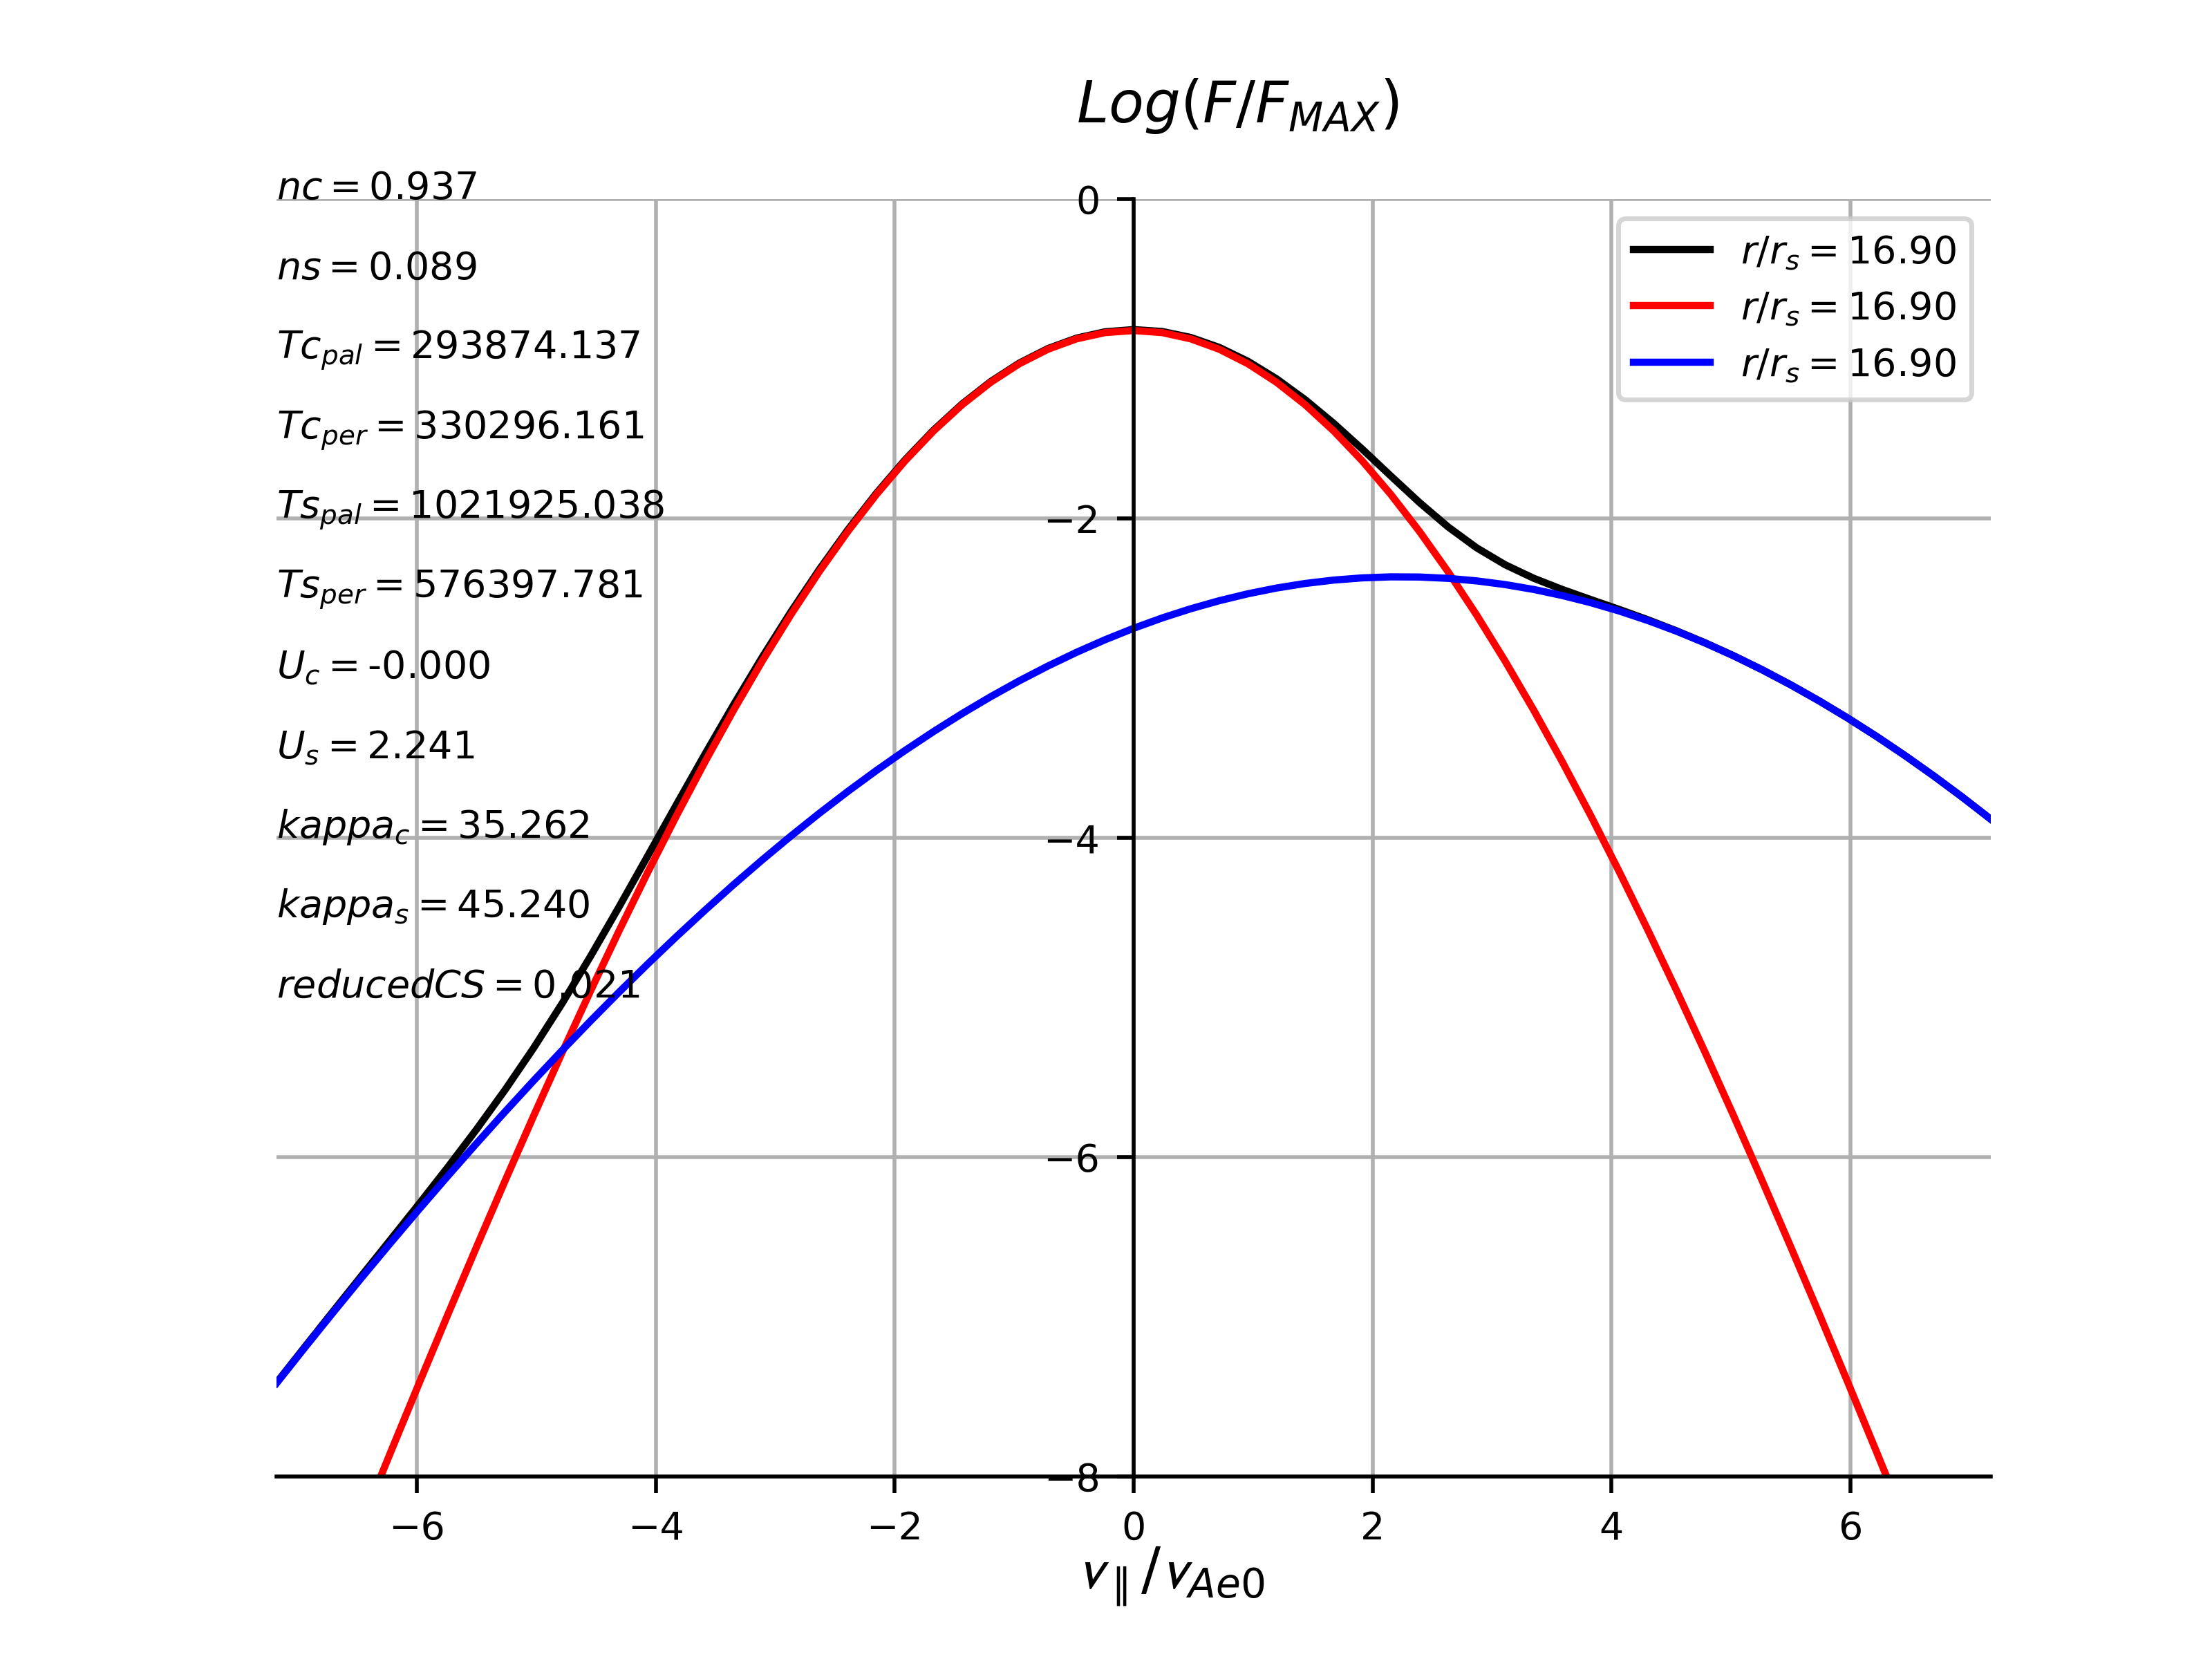 Log(F/F_MAX)
nc = 0.937
ns = 0.089
Tc_pal = 293874.137
Tc_per = 330296.161
Ts_pal = 1021925.038
Ts_per = 576397.781
U_c = -0.000
U_s = 2.241
kappa_c = 35.262
kappa_s = 45.240
reducedCS = 0.021
r/r_s = 16.90
r/r_s = 16.90
r/r_s = 16.90
0
−2
−4
−6
−8
−6 −4 −2 0 2 4 6
v_∥/v_Ae0